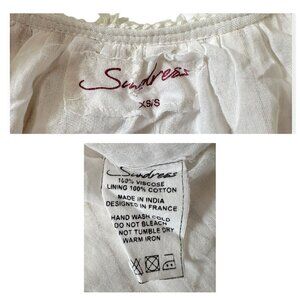 Sundress
XS/S
Sundress
100% VISCOSE
LINING 100% COTTON
MADE IN INDIA
DESIGNED IN FRANCE
HAND WASH COLD
DO NOT BLEACH
DO NOT TUMBLE DRY
WARM IRON